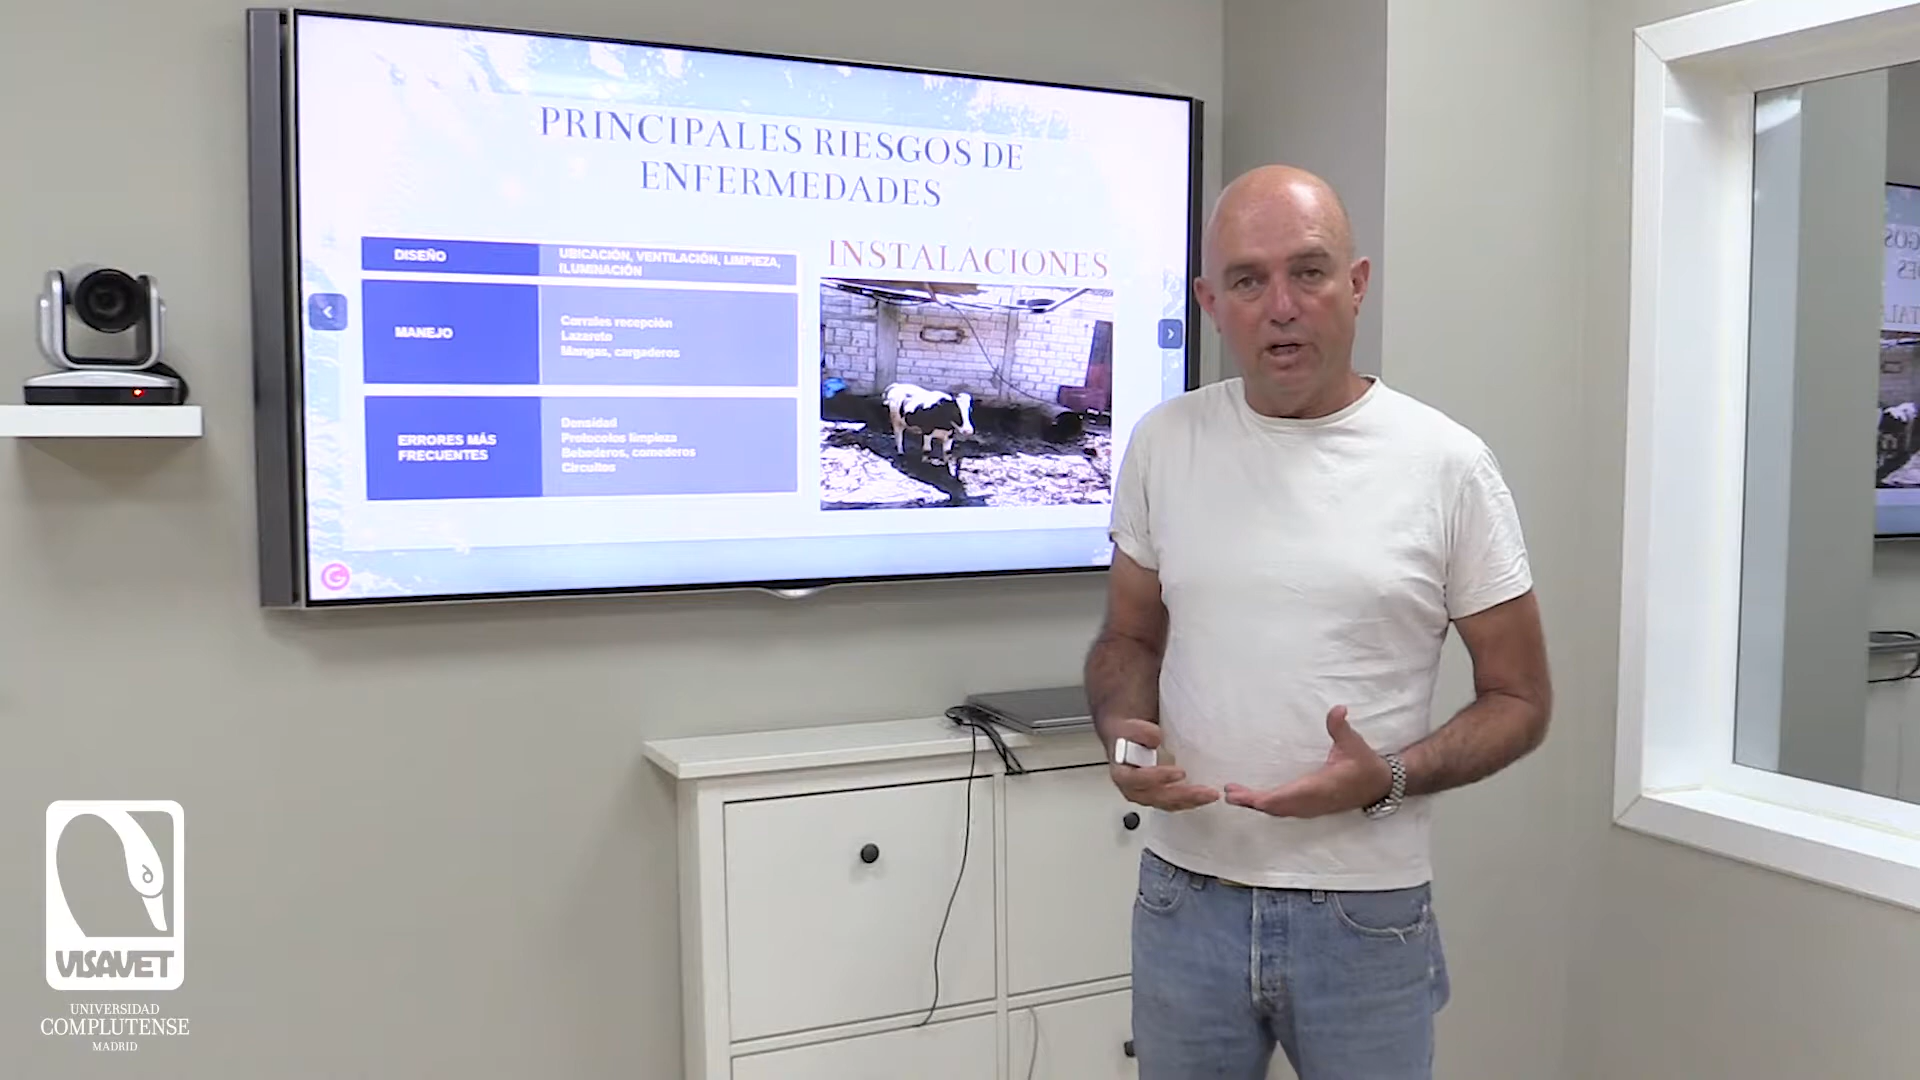 PRINCIPALES RIESGOS DE
ENFERMEDADES
DISEÑO
UBICACIÓN, VENTILACIÓN, LIMPIEZA,
ILUMINACIÓN
MANEJO
Corrales recepción
Lazareto
Mangas, cargaderos
ERRORES MÁS
FRECUENTES
Densidad
Protocolos limpieza
Bebederos, comederos
Circuitos
INSTALACIONES
VISAVET
UNIVERSIDAD
COMPLUTENSE
MADRID